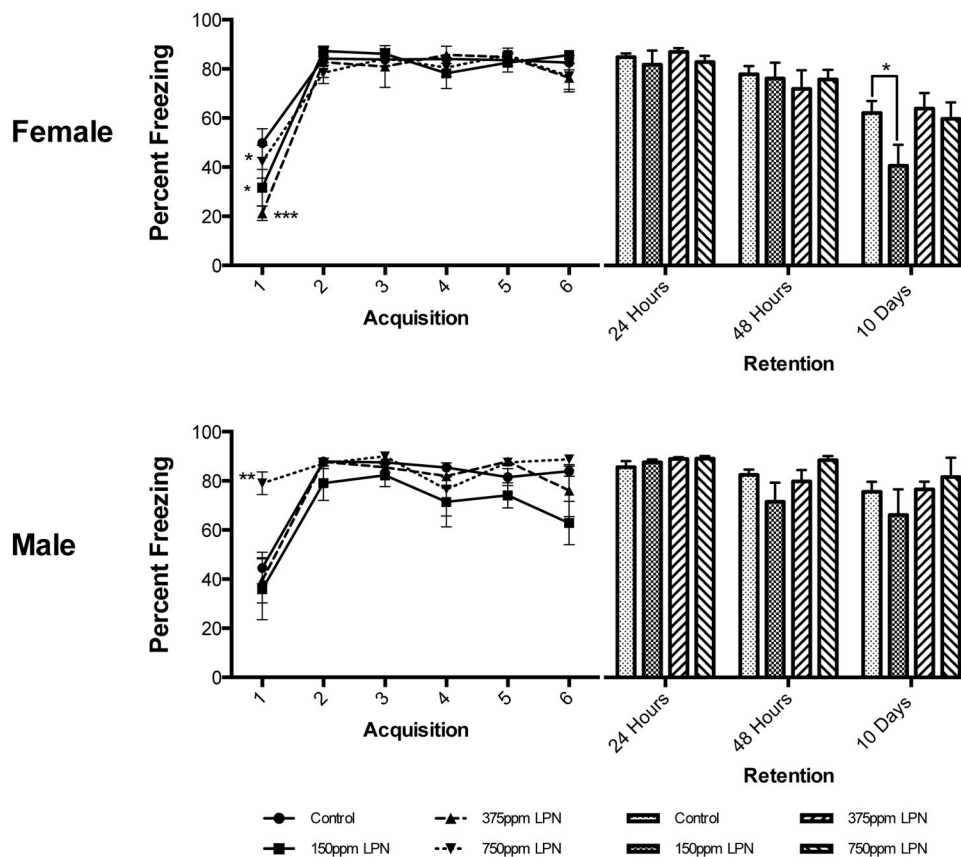 Female
Percent Freezing
100
80
60
40
20
0
*
*
***
1
2
3
4
5
6
Acquisition
*
24 Hours
48 Hours
10 Days
Retention
Male
Percent Freezing
100
80
60
40
20
0
**
1
2
3
4
5
6
Acquisition
24 Hours
48 Hours
10 Days
Retention
Control
375ppm LPN
Control
375ppm LPN
150ppm LPN
750ppm LPN
150ppm LPN
750ppm LPN